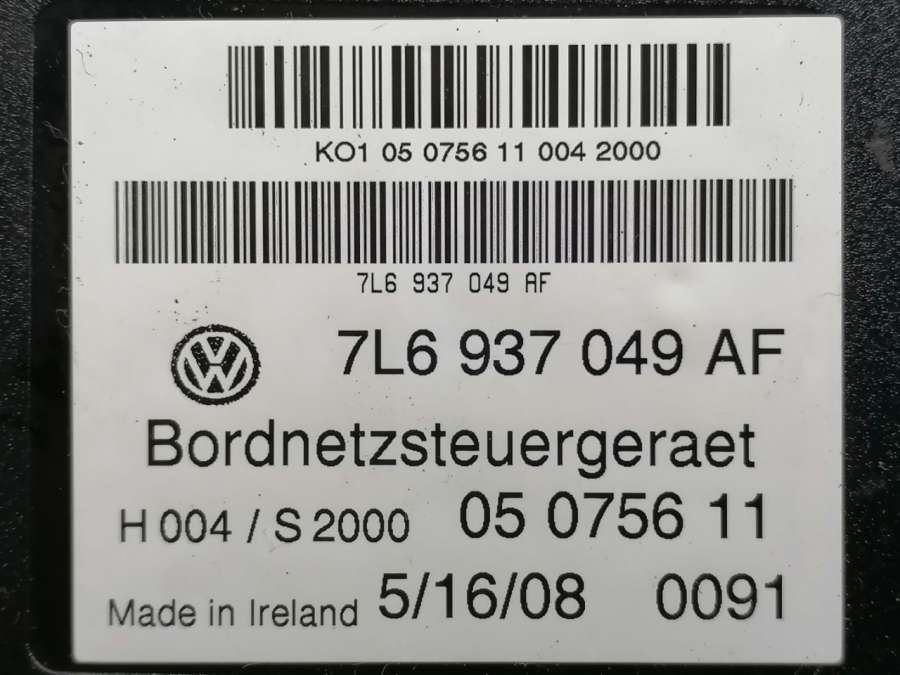 KO1 05 0756 11 004 2000
7L6 937 049 AF
7L6 937 049 AF
Bordnetzsteuergeraet
H 004 / S 2000 05 0756 11
Made in Ireland 5/16/08 0091